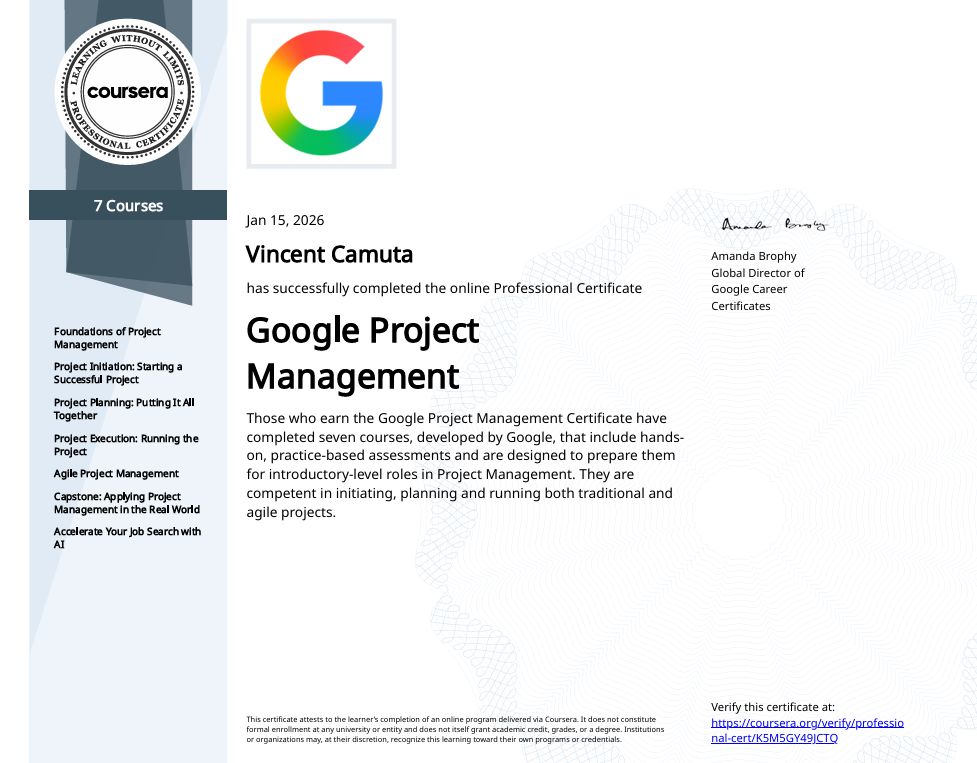 LEARNING WITHOUT LIMITS
coursera
PROFESSIONAL CERTIFICATE
7 Courses
Foundations of Project
Management
Project Initiation: Starting a
Successful Project
Project Planning: Putting It All
Together
Project Execution: Running the
Project
Agile Project Management
Capstone: Applying Project
Management in the Real World
Accelerate Your Job Search with
AI
G
Jan 15, 2026
Vincent Camuta
has successfully completed the online Professional Certificate
Google Project
Management
Those who earn the Google Project Management Certificate have
completed seven courses, developed by Google, that include hands-
on, practice-based assessments and are designed to prepare them
for introductory-level roles in Project Management. They are
competent in initiating, planning and running both traditional and
agile projects.
Amanda Brophy
Amanda Brophy
Global Director of
Google Career
Certificates
This certificate attests to the learner's completion of an online program delivered via Coursera. It does not constitute
formal enrollment at any university or entity and does not itself grant academic credit, grades, or a degree. Institutions
or organizations may, at their discretion, recognize this learning toward their own programs or credentials.
Verify this certificate at:
https://coursera.org/verify/professio
nal-cert/K5M5GY49JCTQ